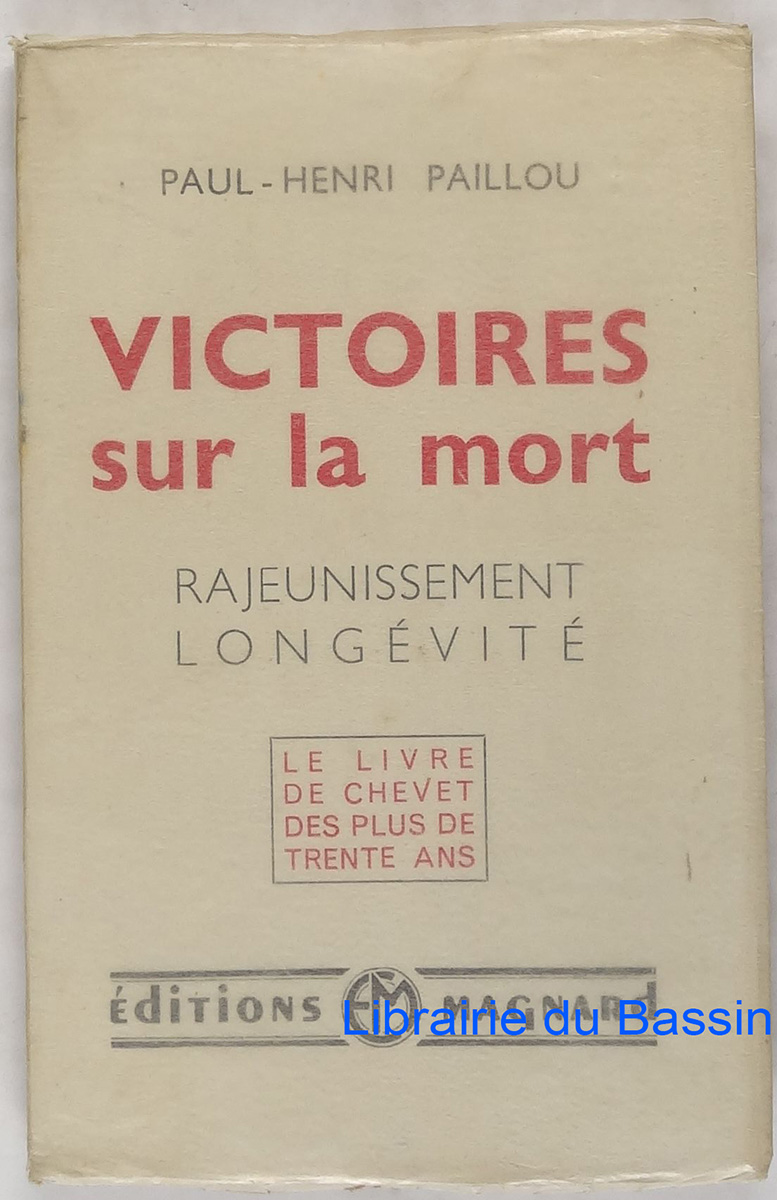 PAUL-HENRI PAILLOU
VICTOIRES
sur la mort
RAJEUNISSEMENT
LONGÉVITÉ
LE LIVRE
DE CHEVET
DES PLUS DE
TRENTE ANS
éditions EM MAGNARd
Librairie du Bassin